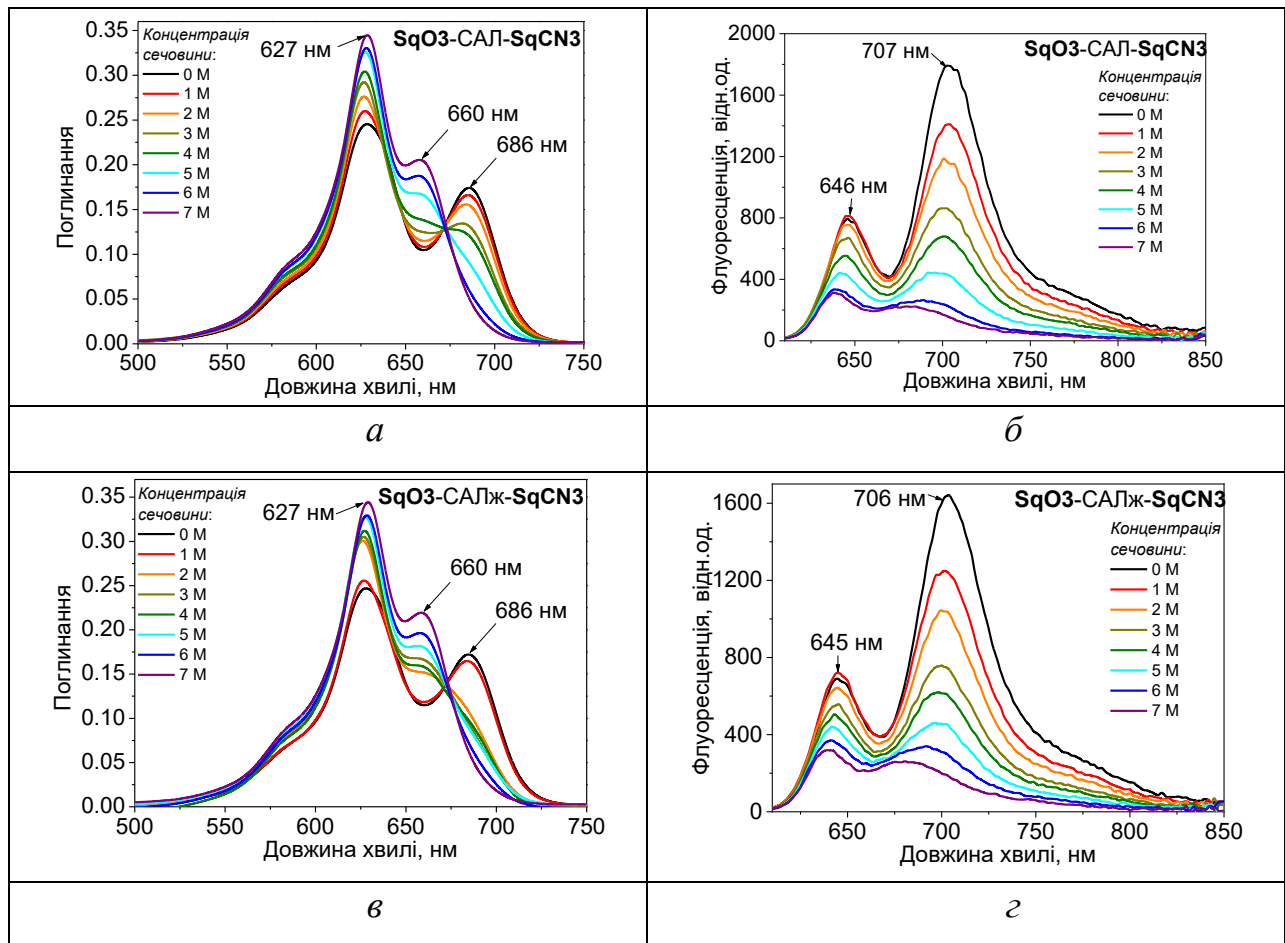 SqO3-САЛ-SqCN3
Концентрація
сечовини:
0 М
1 М
2 М
3 М
4 М
5 М
6 М
7 М
627 нм
660 нм
686 нм
Поглинання
0.35
0.30
0.25
0.20
0.15
0.10
0.05
0.00
500 550 600 650 700 750
Довжина хвилі, нм
а
SqO3-САЛ-SqCN3
707 нм
646 нм
Концентрація
сечовини:
0 М
1 М
2 М
3 М
4 М
5 М
6 М
7 М
Флуоресценція, відн.од.
2000
1600
1200
800
400
0
650 700 750 800 850
Довжина хвилі, нм
б
SqO3-САЛж-SqCN3
Концентрація
сечовини:
0 М
1 М
2 М
3 М
4 М
5 М
6 М
7 М
627 нм
660 нм
686 нм
Поглинання
0.35
0.30
0.25
0.20
0.15
0.10
0.05
0.00
500 550 600 650 700 750
Довжина хвилі, нм
в
SqO3-САЛж-SqCN3
706 нм
645 нм
Концентрація
сечовини:
0 М
1 М
2 М
3 М
4 М
5 М
6 М
7 М
Флуоресценція, відн.од.
1600
1200
800
400
0
650 700 750 800 850
Довжина хвилі, нм
г